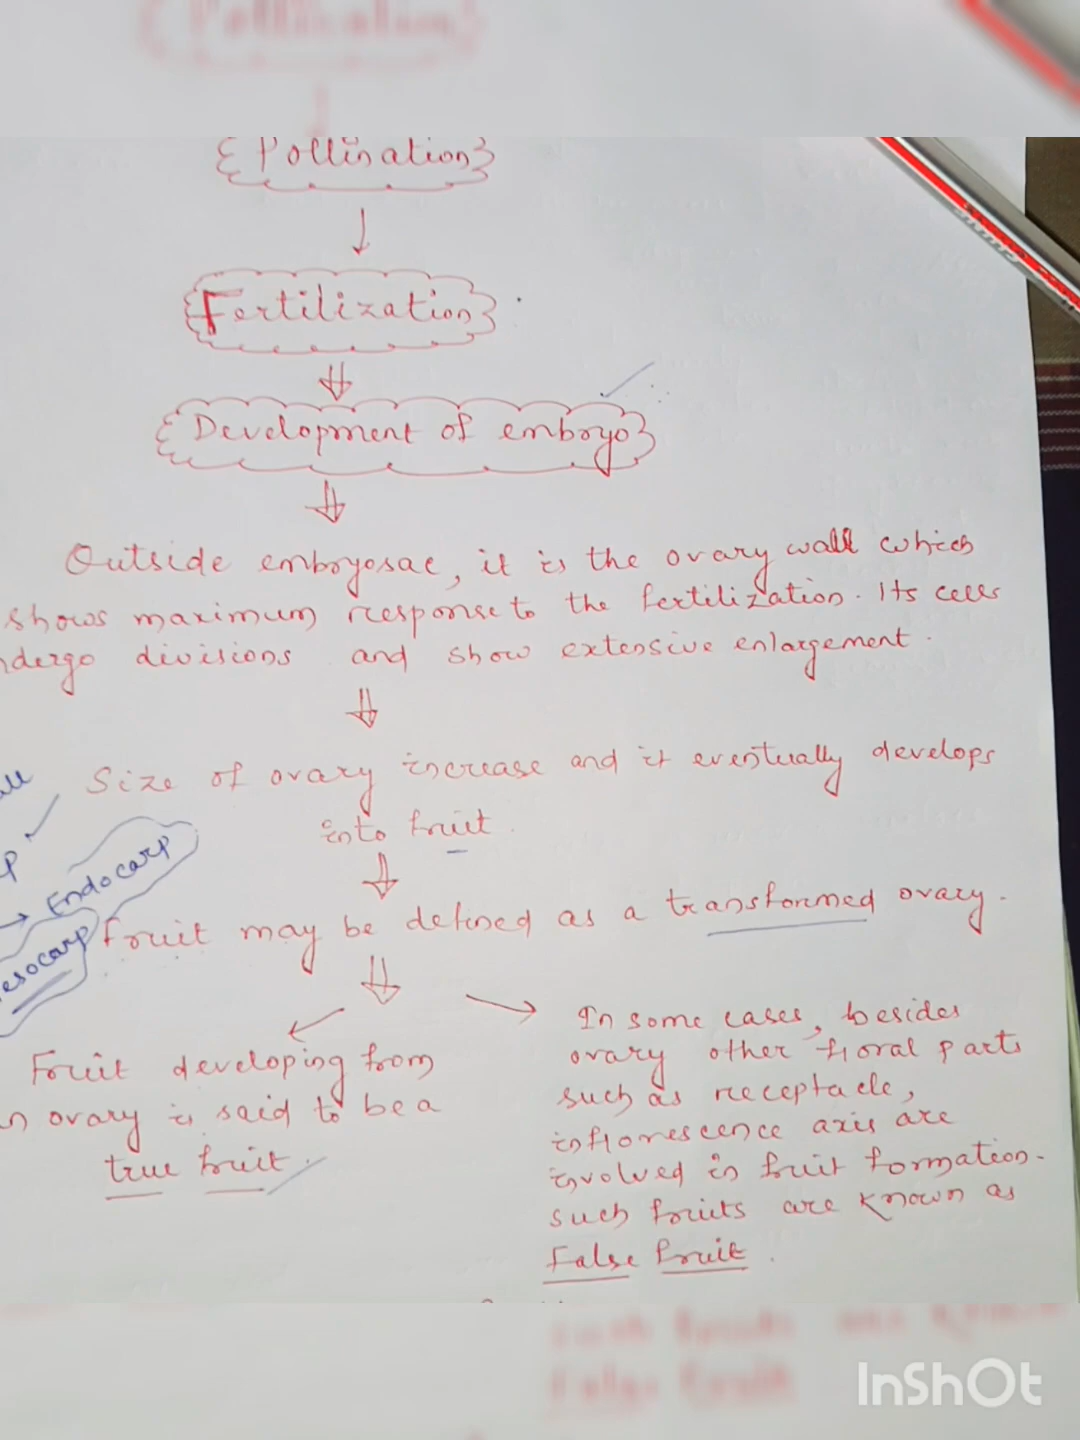 Pollination
Fertilization
Development of embryo
Outside embryosac, it is the ovary wall which
shows maximum response to the fertilization. Its cells
ndergo divisions and show extensive enlargement.
Size of ovary increase and it eventually develops
into fruit.
Endocarp
esocarp
Fruit may be defined as a transformed ovary.
Fruit developing from
n ovary is said to be a
true fruit.
In some cases, besides
ovary other floral parts
such as receptacle,
inflorescence axis are
involved in fruit formation.
such fruits are known as
False fruit.
InShOt